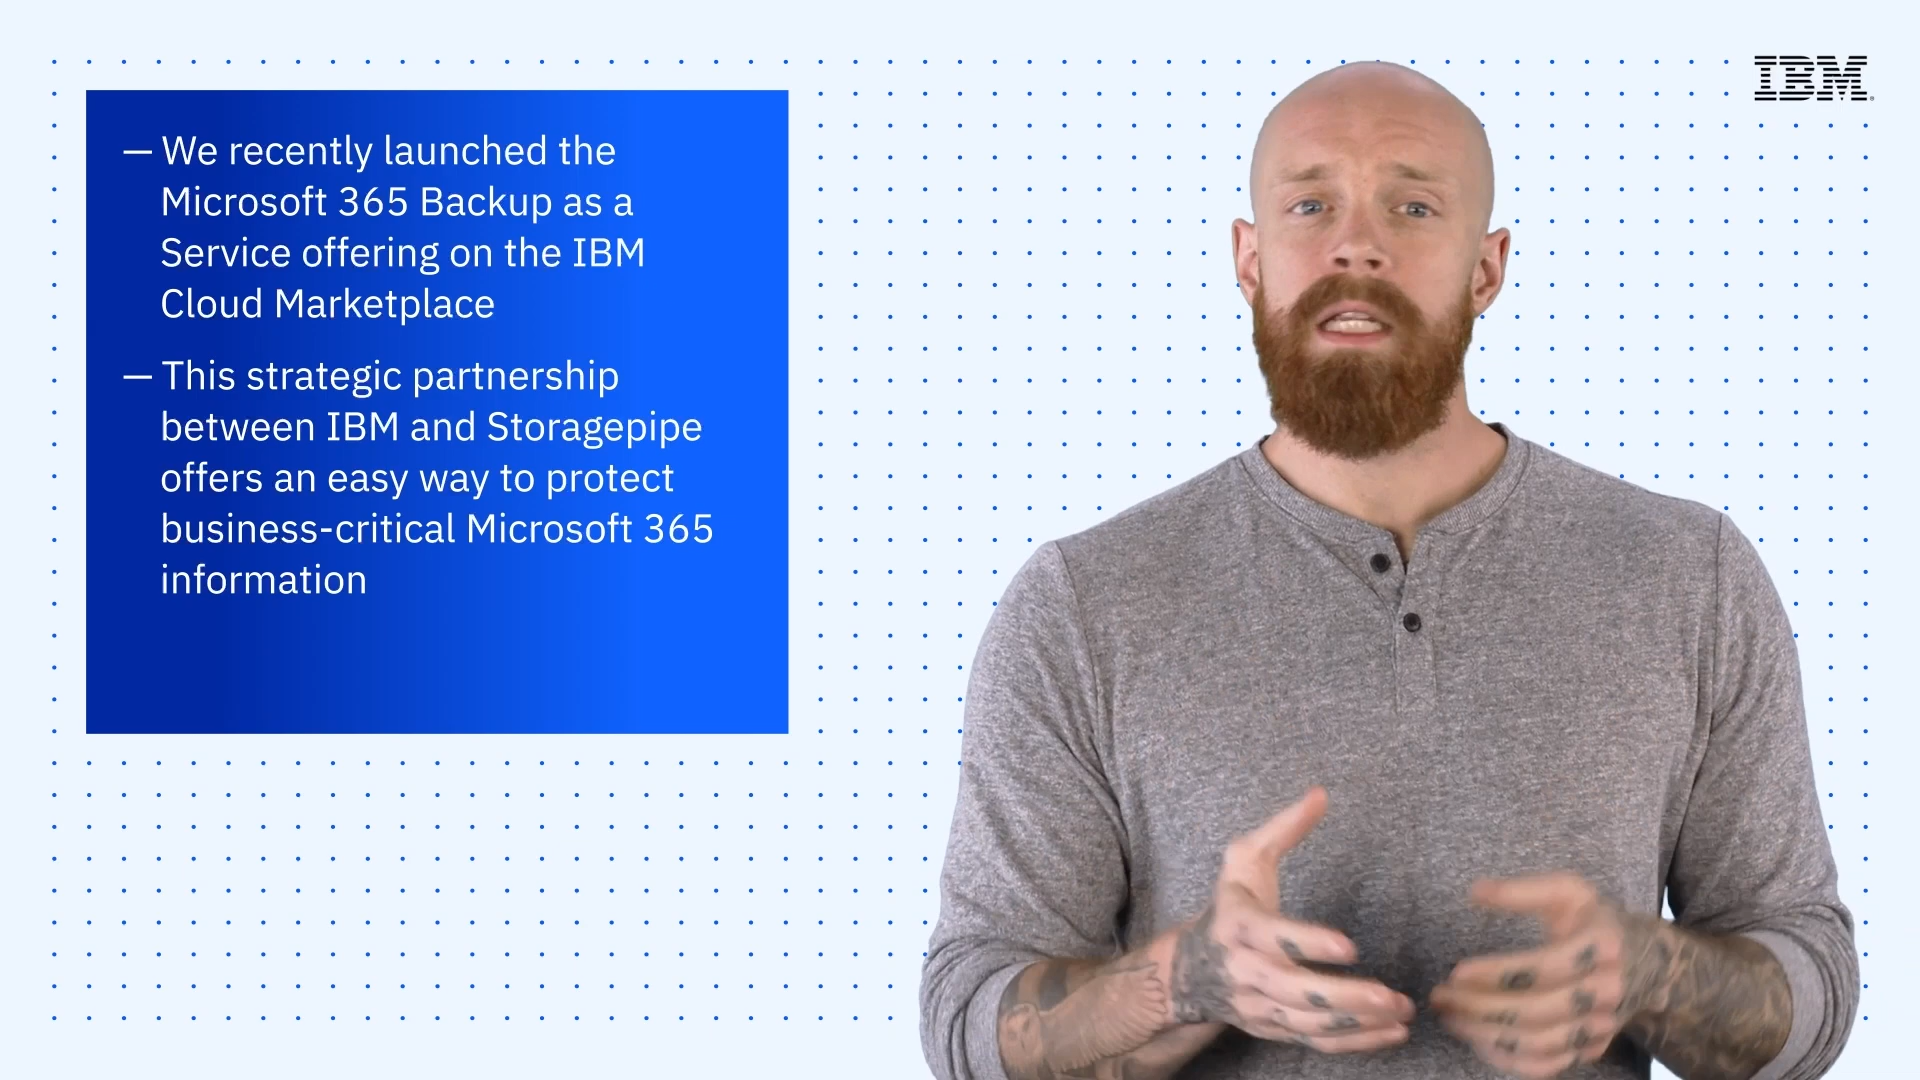 — We recently launched the
Microsoft 365 Backup as a
Service offering on the IBM
Cloud Marketplace
— This strategic partnership
between IBM and Storagepipe
offers an easy way to protect
business-critical Microsoft 365
information
IBM